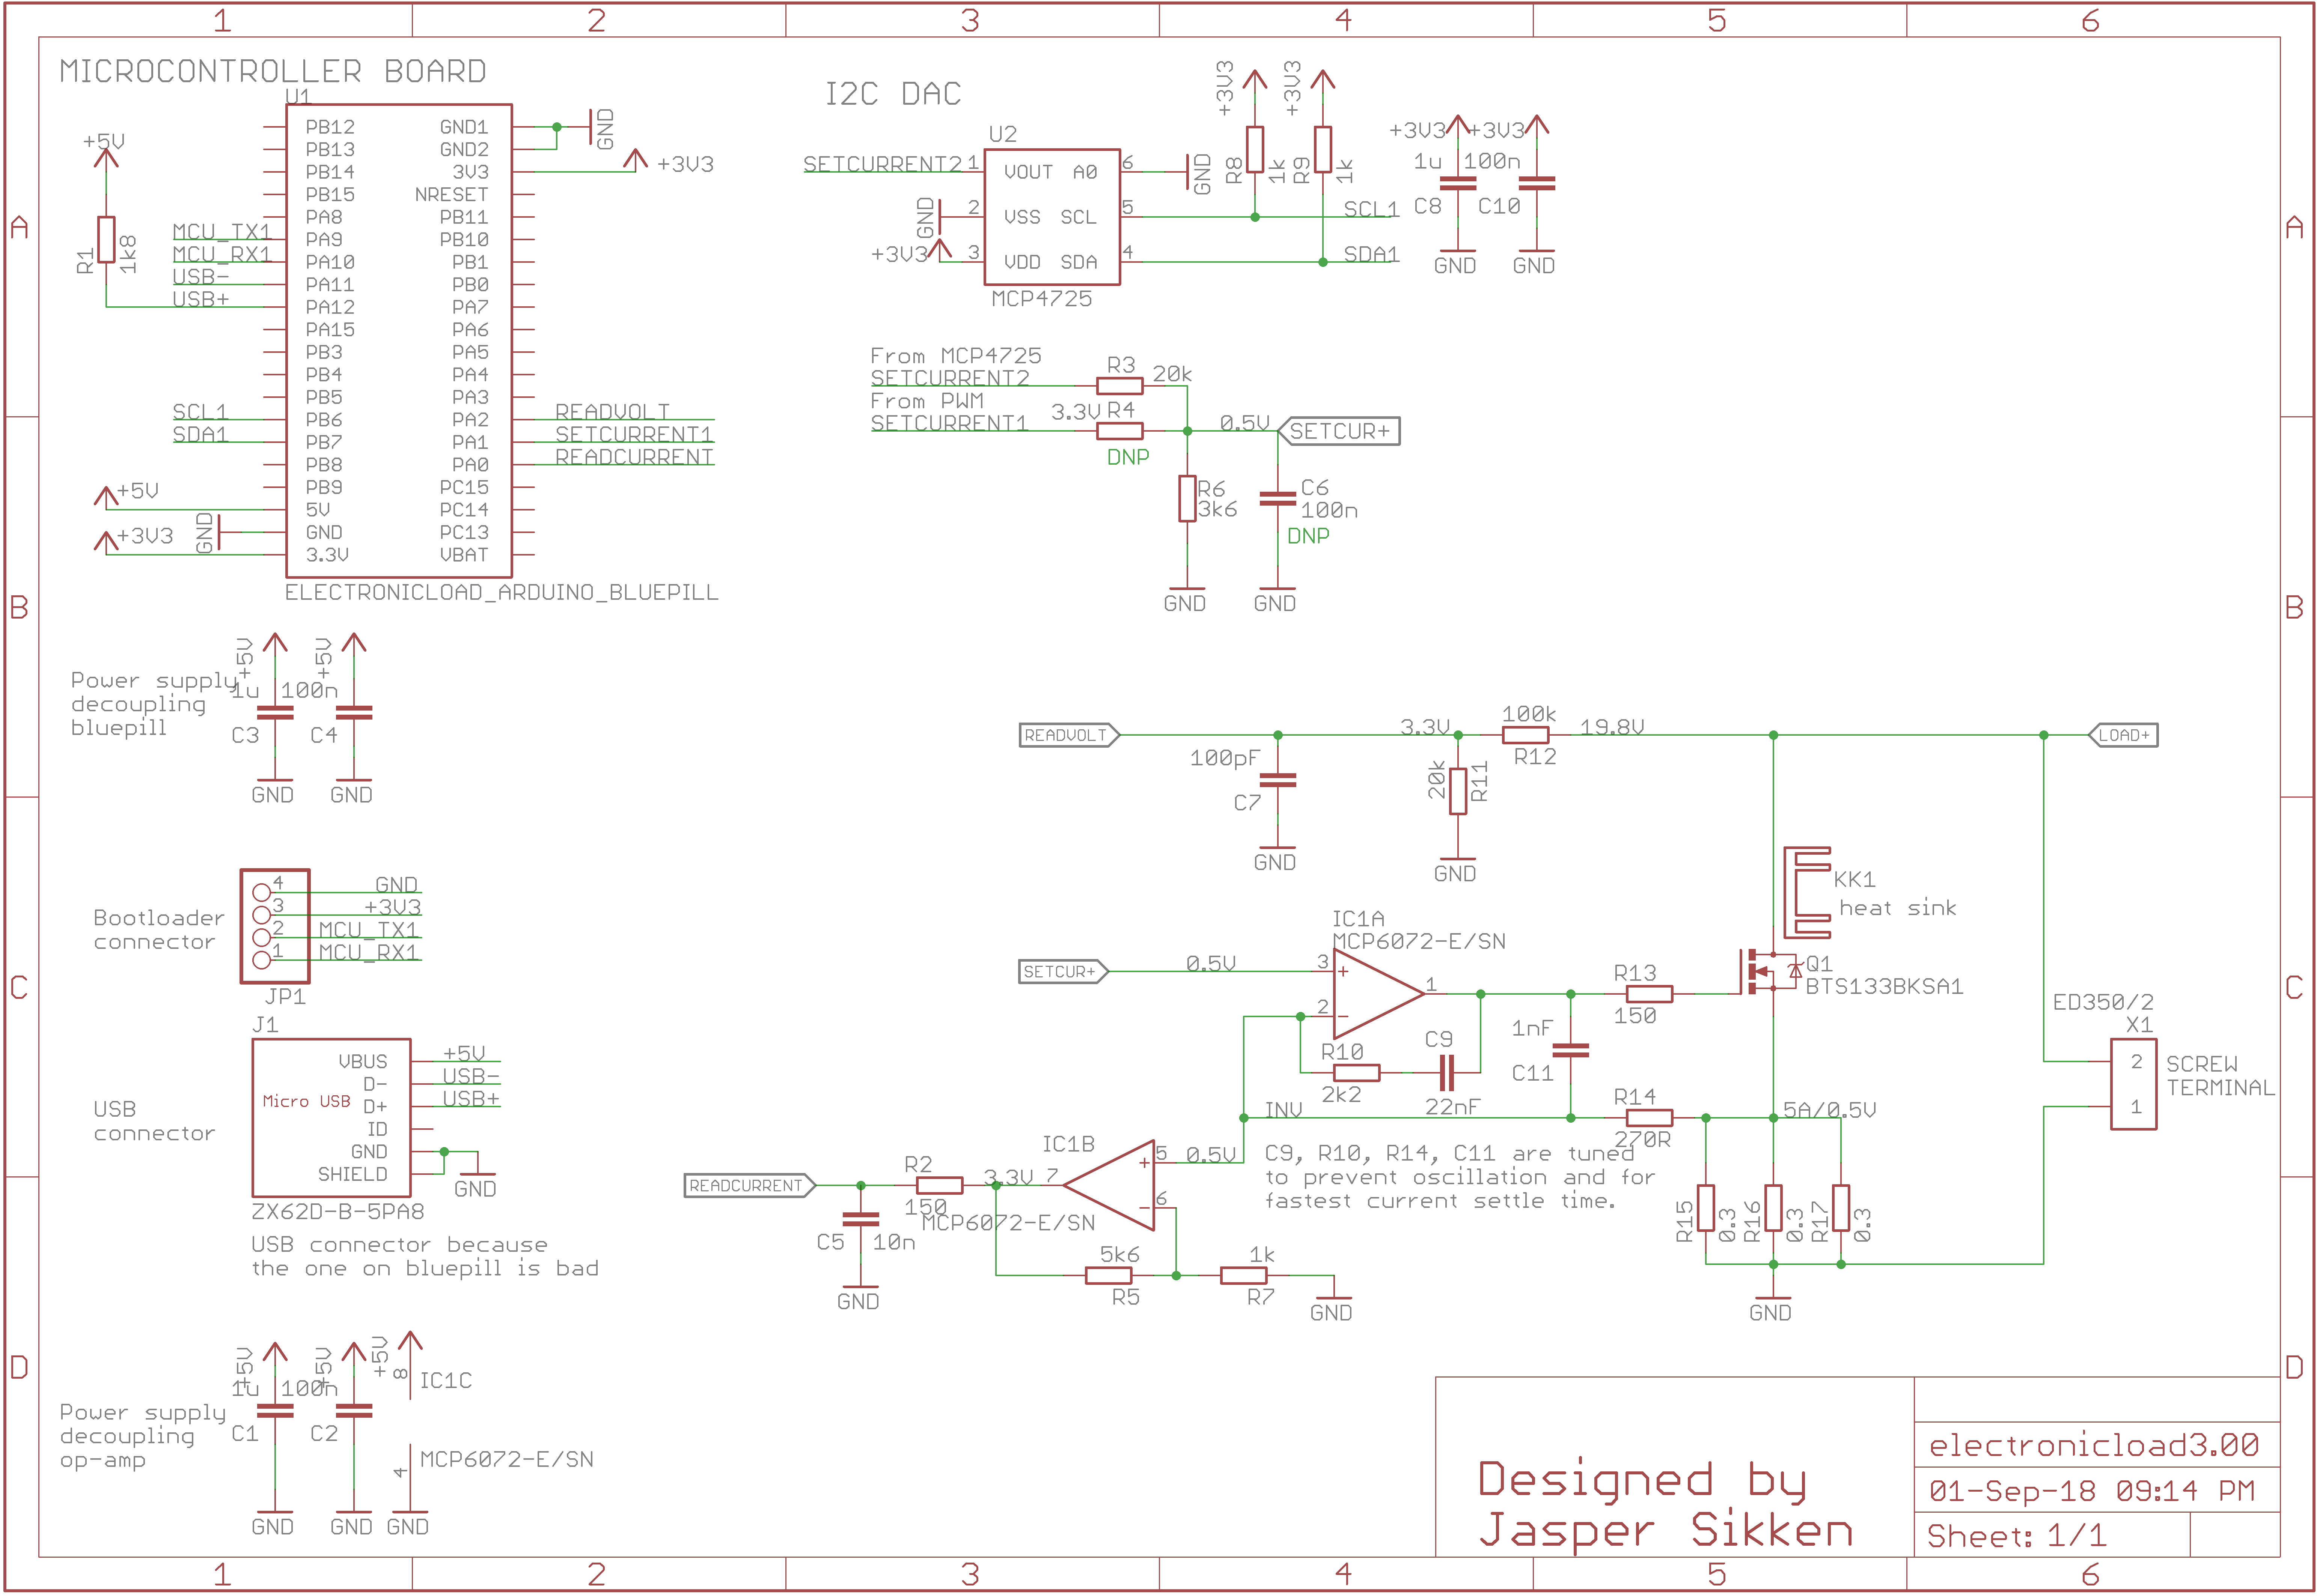 1 2 3 4 5 6
A
B
C
D
MICROCONTROLLER BOARD
U1
+5V
R1
1k8
MCU_TX1
MCU_RX1
USB-
USB+
SCL1
SDA1
+5V
GND
+3V3
PB12
PB13
PB14
PB15
PA8
PA9
PA10
PA11
PA12
PA15
PB3
PB4
PB5
PB6
PB7
PB8
PB9
5V
GND
3.3V
GND1
GND2
3V3
NRESET
PB11
PB10
PB1
PB0
PA7
PA6
PA5
PA4
PA3
PA2
PA1
PA0
PC15
PC14
PC13
VBAT
GND
+3V3
READVOLT
SETCURRENT1
READCURRENT
ELECTRONICLOAD_ARDUINO_BLUEPILL
I2C DAC
U2
SETCURRENT2 1 VOUT A0 6 GND
GND 2 VSS SCL 5 SCL1
+3V3 3 VDD SDA 4 SDA1
MCP4725
+3V3
R8
1k
+3V3
R9
1k
+3V3
1u
C8
GND
+3V3
100n
C10
GND
From MCP4725
SETCURRENT2
R3
20k
From PWM
SETCURRENT1
3.3V
R4
DNP
0.5V
SETCUR+
R6
3k6
GND
C6
100n
DNP
GND
Power supply
decoupling
bluepill
+5V
1u
C3
GND
+5V
100n
C4
GND
READVOLT
100pF
C7
GND
3.3V
20k
R11
GND
100k
R12
19.8V
LOAD+
KK1
heat sink
Q1
BTS133BKSA1
Bootloader
connector
4 GND
3 +3V3
2 MCU_TX1
1 MCU_RX1
JP1
SETCUR+
0.5V
IC1A
MCP6072-E/SN
3
+
2
-
1
R10
2k2
C9
22nF
1nF
C11
R13
150
INV
R14
270R
5A/0.5V
ED350/2
X1
2
1
SCREW
TERMINAL
J1
USB
connector
Micro USB
VBUS +5V
D- USB-
D+ USB+
ID
GND
SHIELD
GND
ZX62D-B-5PA8
USB connector because
the one on bluepill is bad
READCURRENT
C5
10n
GND
R2
150
3.3V
IC1B
MCP6072-E/SN
7
5
+
6
-
0.5V
5k6
R5
1k
R7
GND
C9, R10, R14, C11 are tuned
to prevent oscillation and for
fastest current settle time.
R15
0.3
R16
0.3
R17
0.3
GND
Power supply
decoupling
op-amp
+5V
1u
C1
GND
+5V
100n
C2
GND
+5V
8
IC1C
4
MCP6072-E/SN
GND
Designed by
Jasper Sikken
electronicload3.00
01-Sep-18 09:14 PM
Sheet: 1/1
A
B
C
D
1 2 3 4 5 6